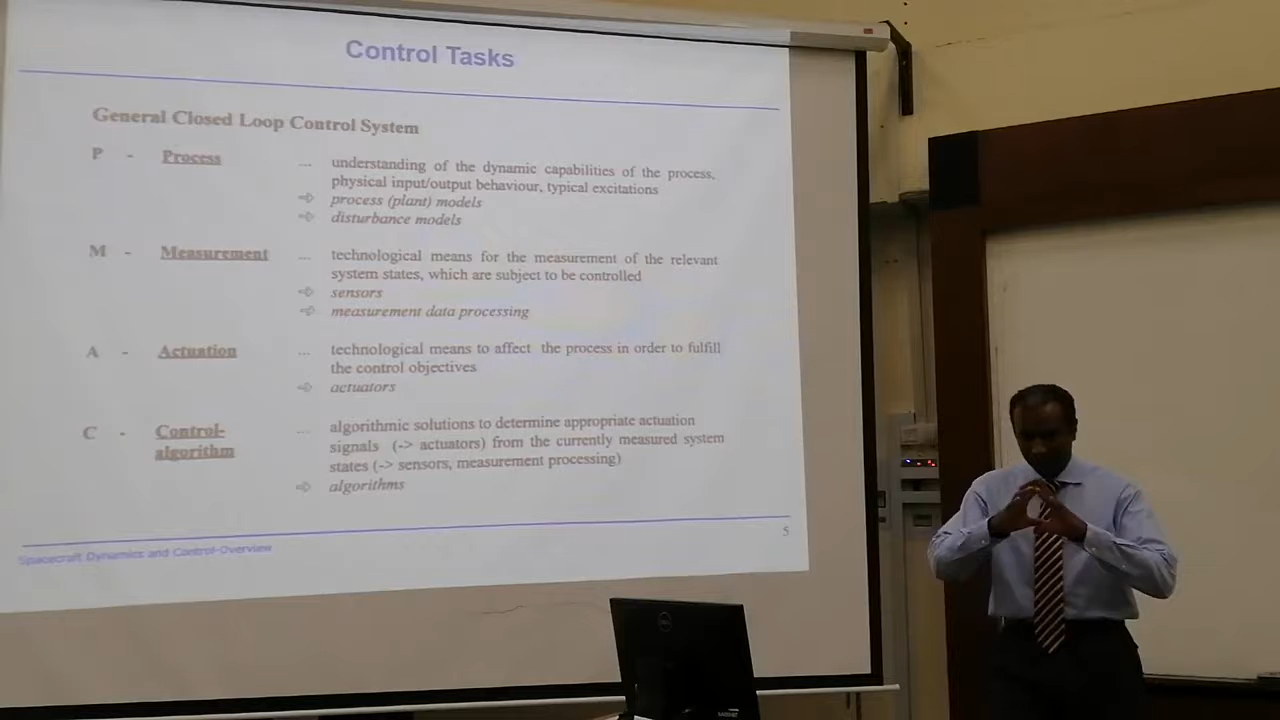 Control Tasks
General Closed Loop Control System
P - Process ... understanding of the dynamic capabilities of the process,
physical input/output behaviour, typical excitations
⇨ process (plant) models
⇨ disturbance models
M - Measurement ... technological means for the measurement of the relevant
system states, which are subject to be controlled
⇨ sensors
⇨ measurement data processing
A - Actuation ... technological means to affect the process in order to fulfill
the control objectives
⇨ actuators
C - Control- ... algorithmic solutions to determine appropriate actuation
algorithm signals (-> actuators) from the currently measured system
states (-> sensors, measurement processing)
⇨ algorithms
Spacecraft Dynamics and Control-Overview
5
DELL